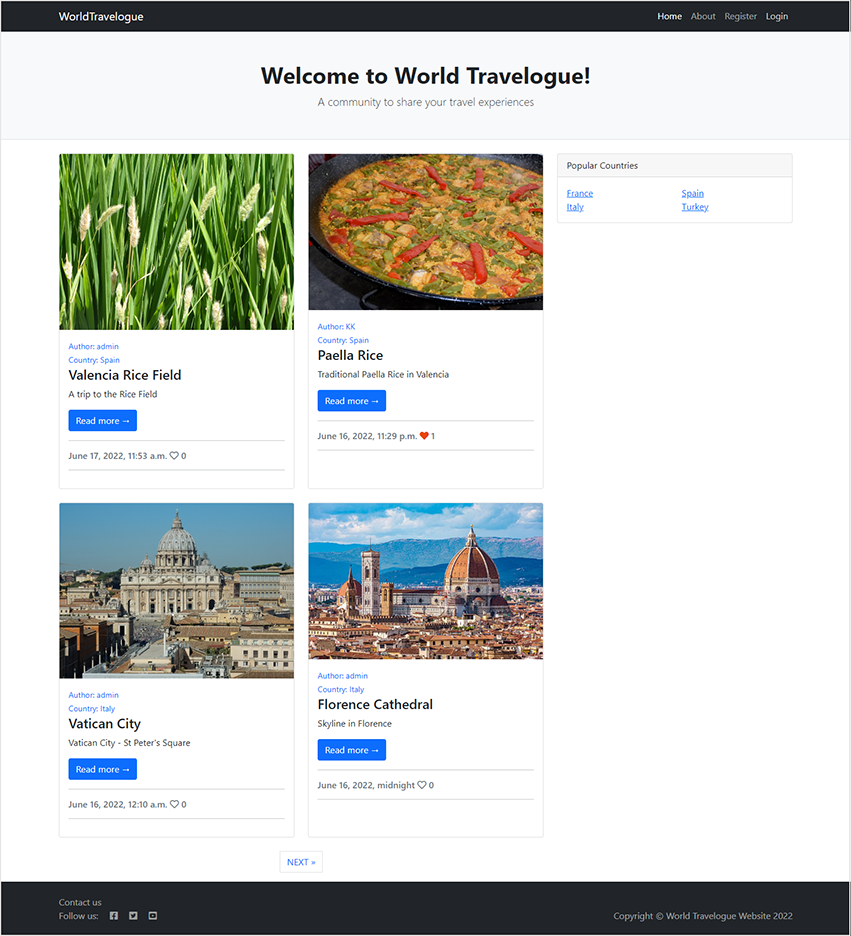 WorldTravelogue
Home About Register Login
Welcome to World Travelogue!
A community to share your travel experiences
Author: admin
Country: Spain
Valencia Rice Field
A trip to the Rice Field
Read more →
June 17, 2022, 11:53 a.m. ♡ 0
Author: KK
Country: Spain
Paella Rice
Traditional Paella Rice in Valencia
Read more →
June 16, 2022, 11:29 p.m. ♥ 1
Popular Countries
France Spain
Italy Turkey
Author: admin
Country: Italy
Vatican City
Vatican City - St Peter's Square
Read more →
June 16, 2022, 12:10 a.m. ♡ 0
Author: admin
Country: Italy
Florence Cathedral
Skyline in Florence
Read more →
June 16, 2022, midnight ♡ 0
NEXT »
Contact us
Follow us:
Copyright © World Travelogue Website 2022